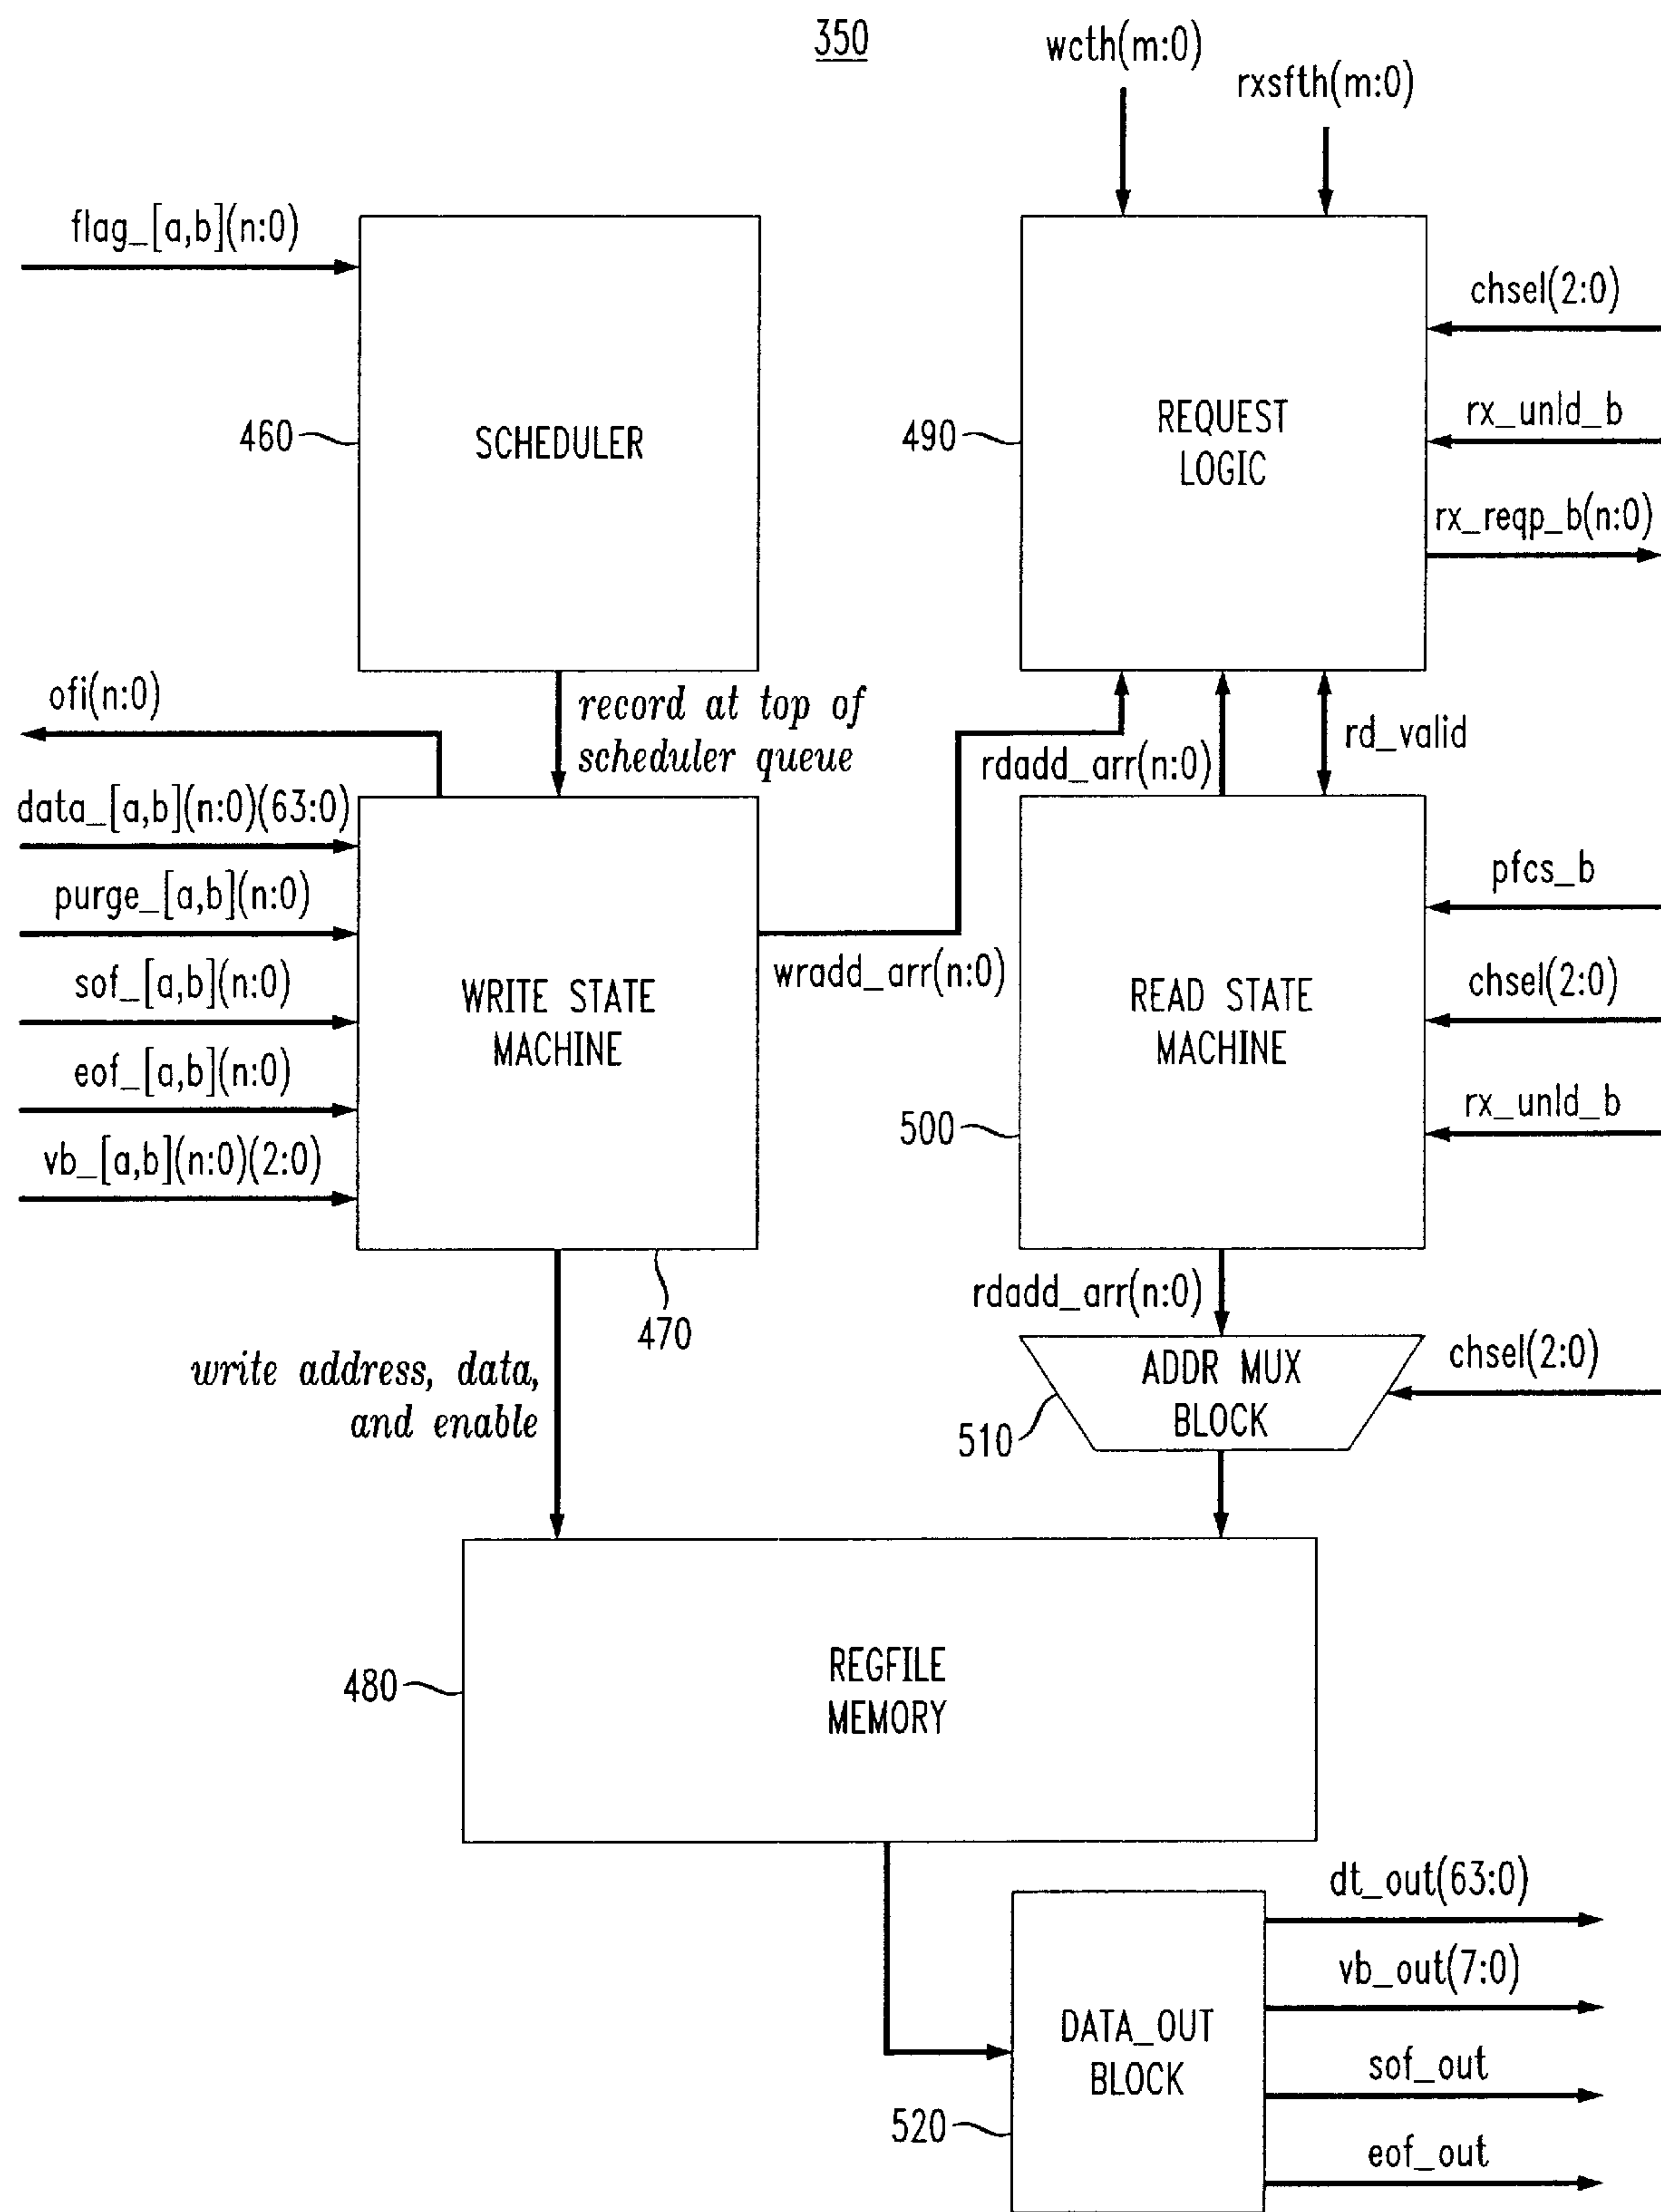 350
wcth(m:0)
rxsfth(m:0)
flag_[a,b](n:0)
chsel(2:0)
rx_unld_b
rx_reqp_b(n:0)
460
SCHEDULER
490
REQUEST
LOGIC
ofi(n:0)
record at top of
scheduler queue
rdadd_arr(n:0)
rd_valid
data_[a,b](n:0)(63:0)
purge_[a,b](n:0)
sof_[a,b](n:0)
eof_[a,b](n:0)
vb_[a,b](n:0)(2:0)
WRITE STATE
MACHINE
wradd_arr(n:0)
READ STATE
MACHINE
pfcs_b
chsel(2:0)
rx_unld_b
500
470
rdadd_arr(n:0)
write address, data,
and enable
ADDR MUX
BLOCK
chsel(2:0)
510
480
REGFILE
MEMORY
DATA_OUT
BLOCK
520
dt_out(63:0)
vb_out(7:0)
sof_out
eof_out